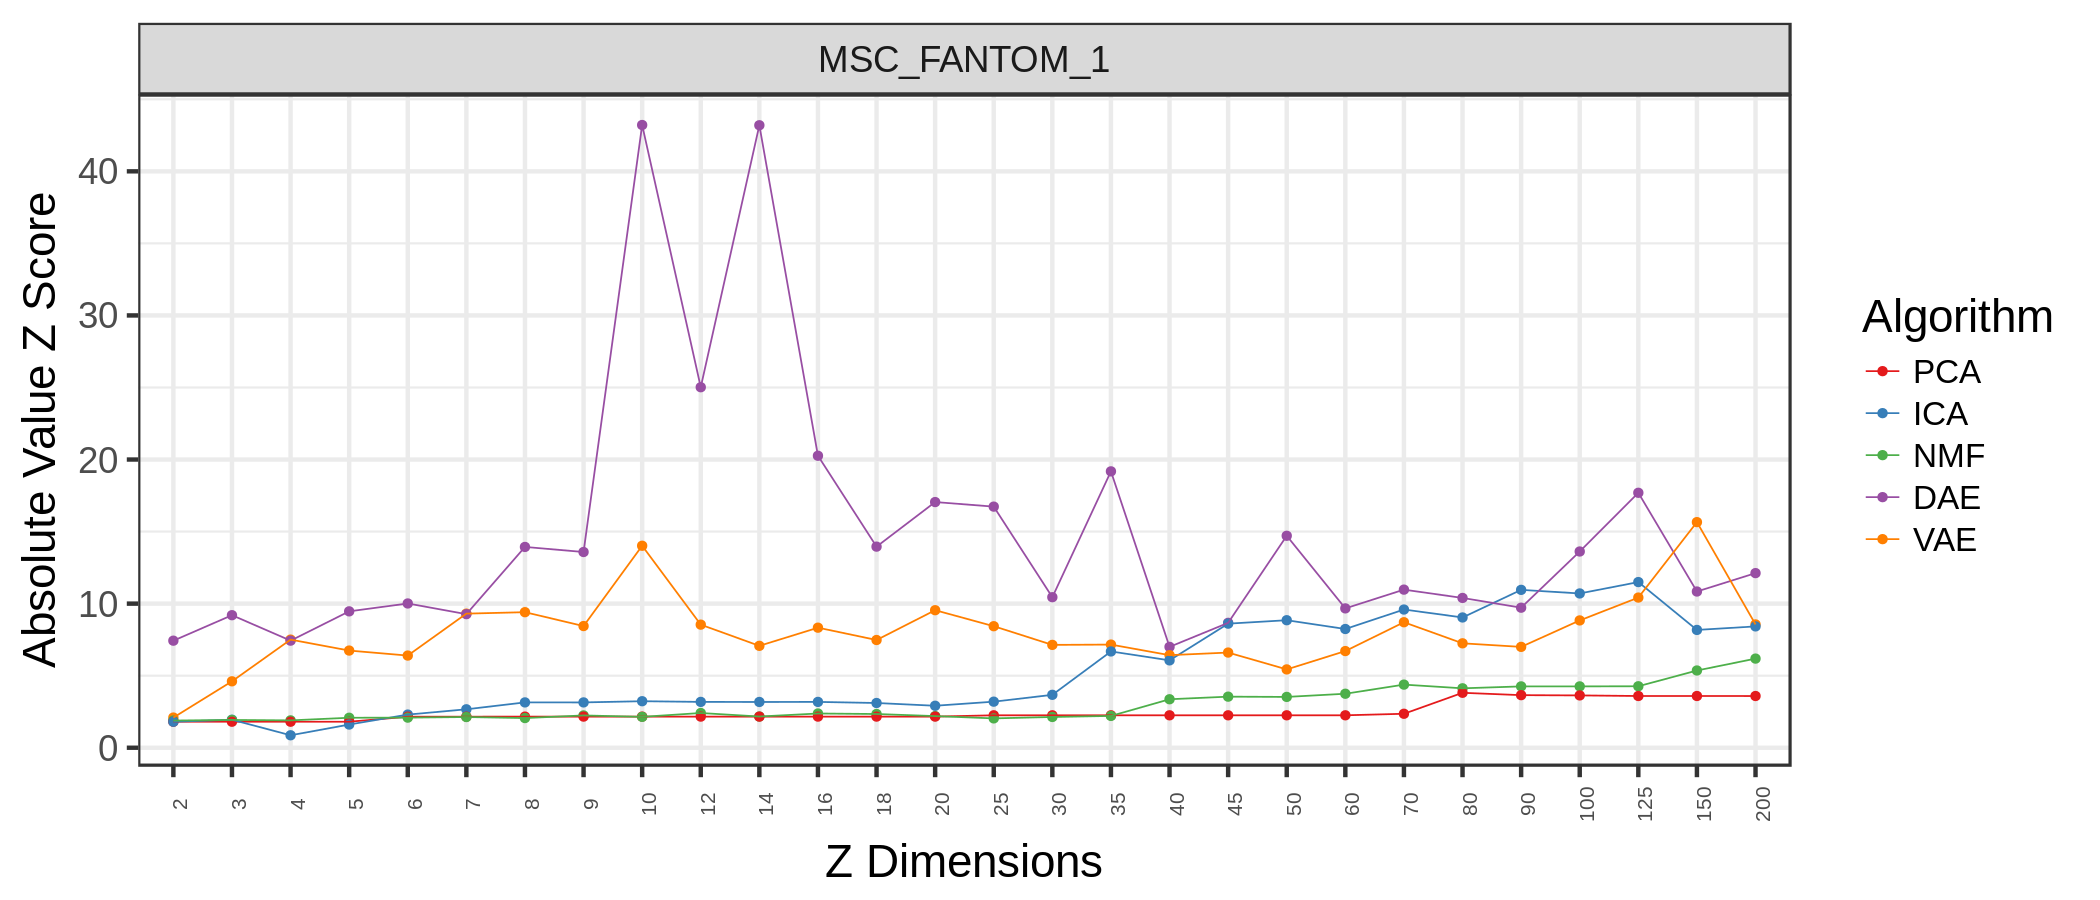 MSC_FANTOM_1
Absolute Value Z Score
40
30
20
10
0
2 3 4 5 6 7 8 9 10 12 14 16 18 20 25 30 35 40 45 50 60 70 80 90 100 125 150 200
Z Dimensions
Algorithm
PCA
ICA
NMF
DAE
VAE